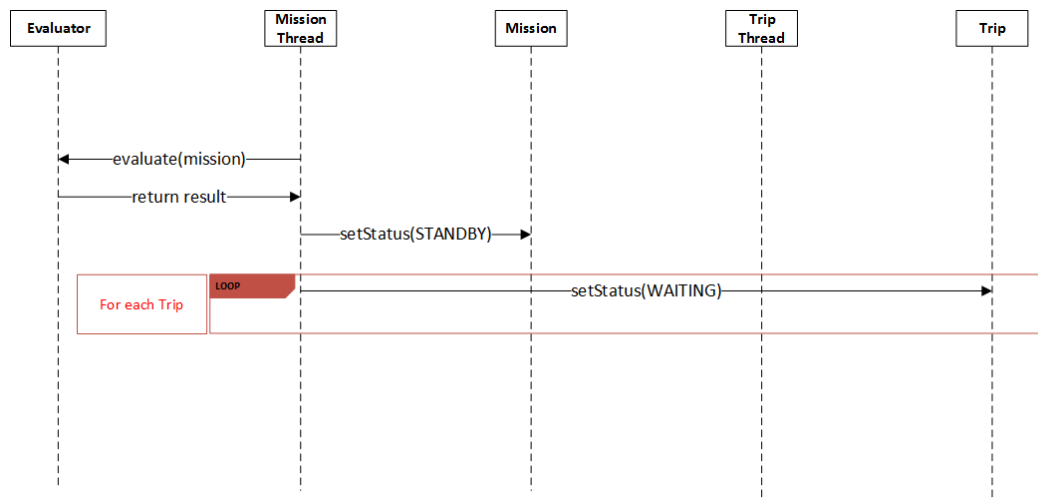 Evaluator
Mission
Thread
Mission
Trip
Thread
Trip
evaluate(mission)
return result
setStatus(STANDBY)
For each Trip
LOOP
setStatus(WAITING)